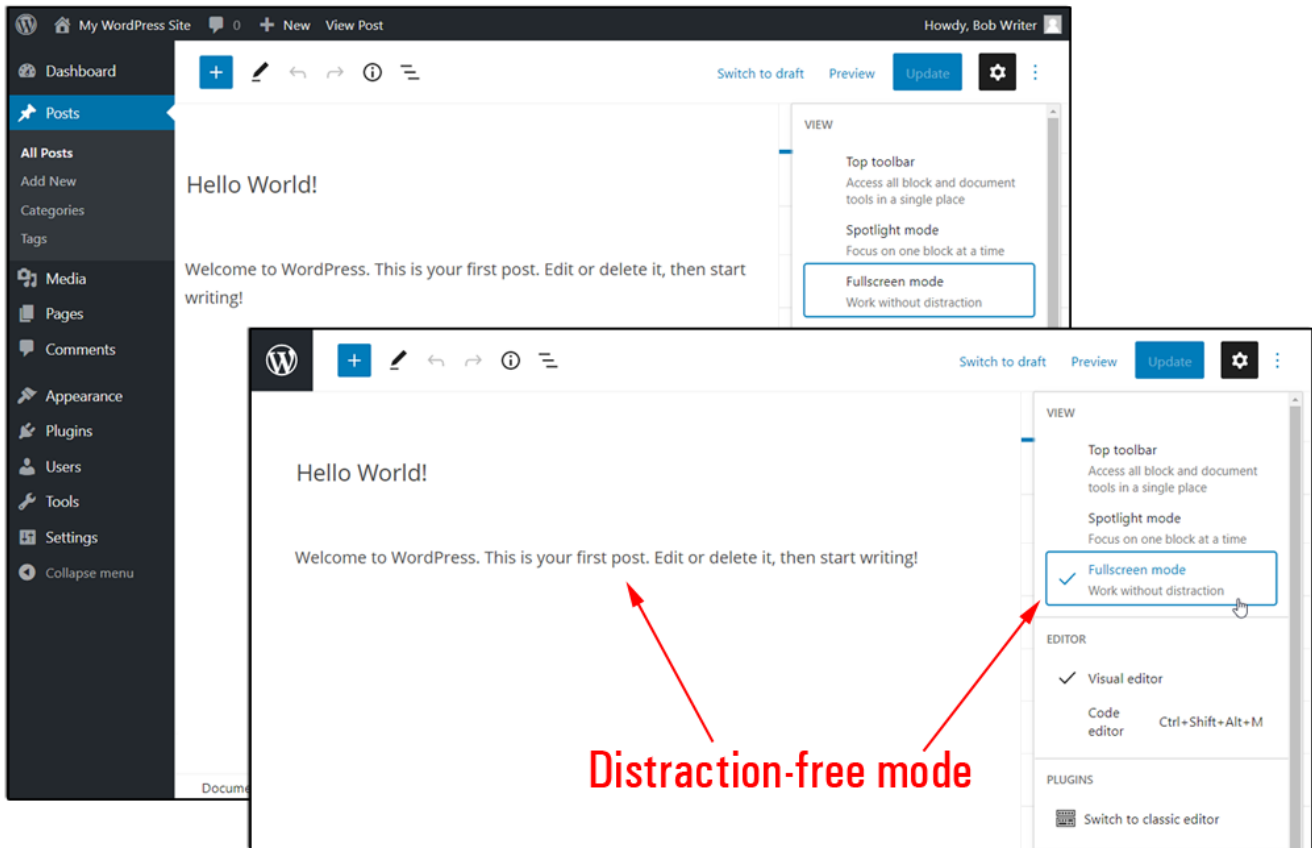 My WordPress Site 0 New View Post Howdy, Bob Writer
Dashboard
Posts
All Posts
Add New
Categories
Tags
Media
Pages
Comments
Appearance
Plugins
Users
Tools
Settings
Collapse menu
Switch to draft Preview Update
Hello World!
Welcome to WordPress. This is your first post. Edit or delete it, then start
writing!
Docume
VIEW
Top toolbar
Access all block and document
tools in a single place
Spotlight mode
Focus on one block at a time
Fullscreen mode
Work without distraction
Switch to draft Preview Update
Hello World!
Welcome to WordPress. This is your first post. Edit or delete it, then start writing!
VIEW
Top toolbar
Access all block and document
tools in a single place
Spotlight mode
Focus on one block at a time
Fullscreen mode
Work without distraction
EDITOR
Visual editor
Code
editor
Ctrl+Shift+Alt+M
PLUGINS
Switch to classic editor
Distraction-free mode